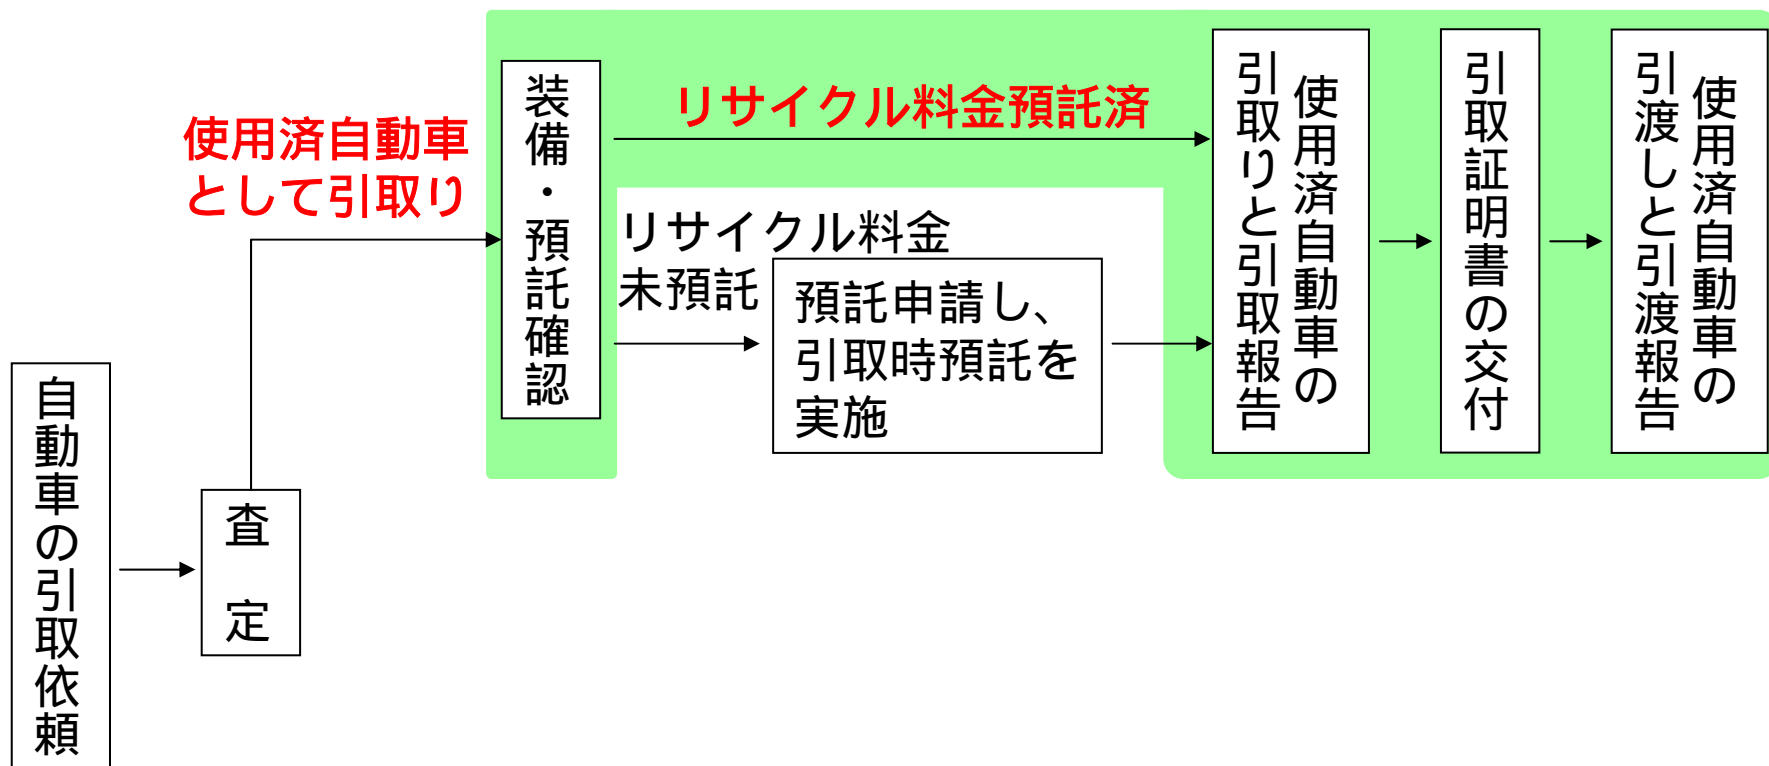 自動車の引取依頼
査定
使用済自動車
として引取り
装備・預託確認
リサイクル料金預託済
リサイクル料金
未預託
預託申請し、
引取時預託を
実施
使用済自動車の
引取りと引取報告
引取証明書の交付
使用済自動車の
引渡しと引渡報告